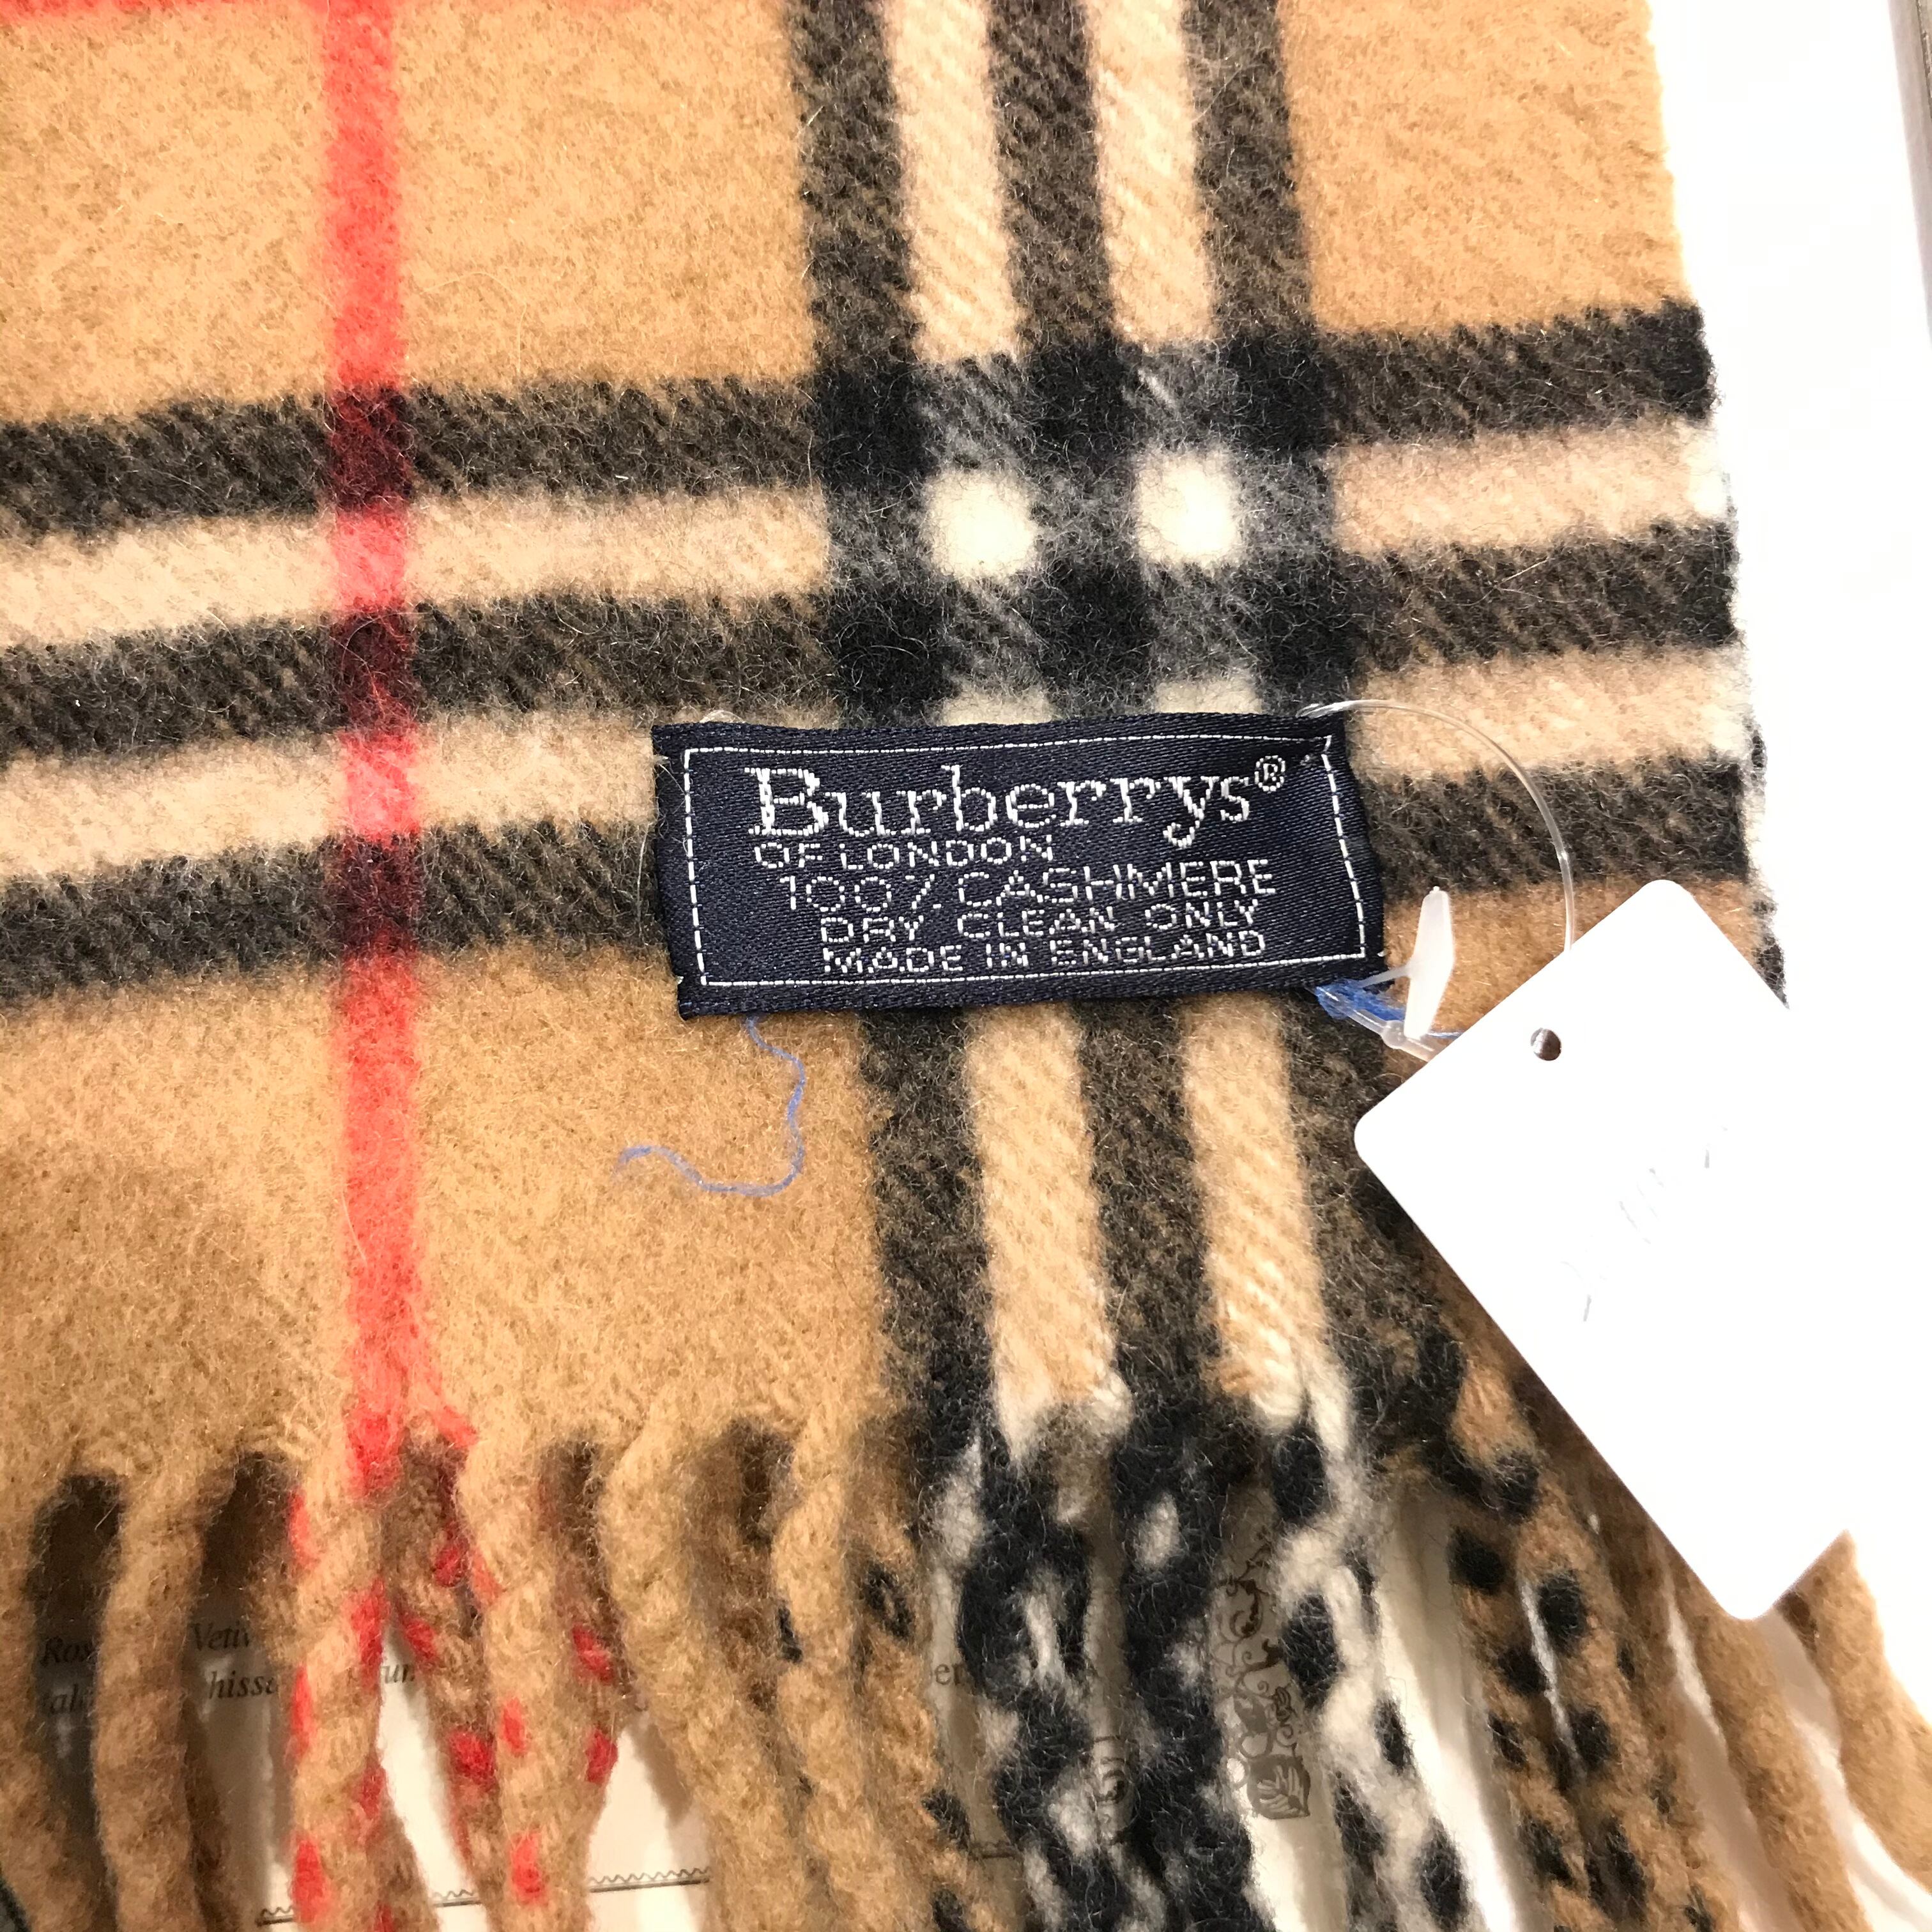 Burberrys®
OF LONDON
100% CASHMERE
DRY CLEAN ONLY
MADE IN ENGLAND